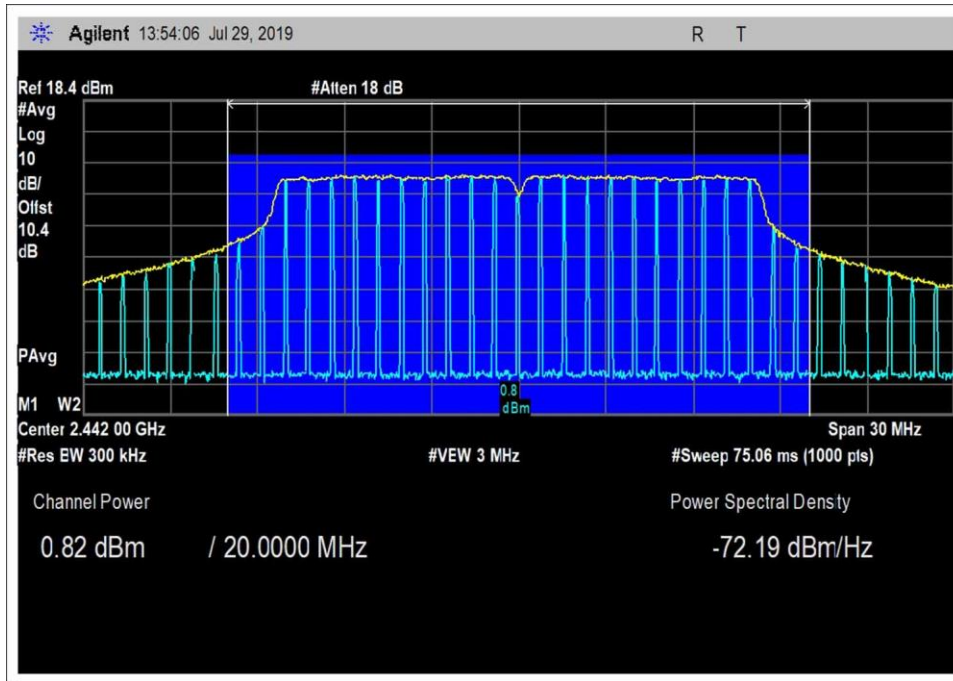 Agilent 13:54:06 Jul 29, 2019 R T
Ref 18.4 dBm #Atten 18 dB
#Avg
Log
10
dB/
Offst
10.4
dB
PAvg
0.8
dBm
M1 W2
Center 2.442 00 GHz Span 30 MHz
#Res BW 300 kHz #VBW 3 MHz #Sweep 75.06 ms (1000 pts)
Channel Power Power Spectral Density
0.82 dBm / 20.0000 MHz -72.19 dBm/Hz